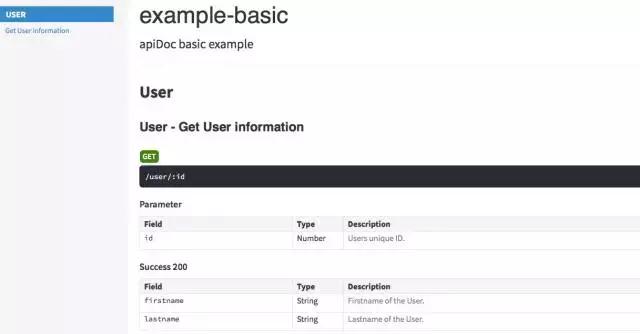 USER
Get User information
example-basic
apiDoc basic example
User
User - Get User information
GET
/user/:id
Parameter
Field Type Description
id Number Users unique ID.
Success 200
Field Type Description
firstname String Firstname of the User.
lastname String Lastname of the User.